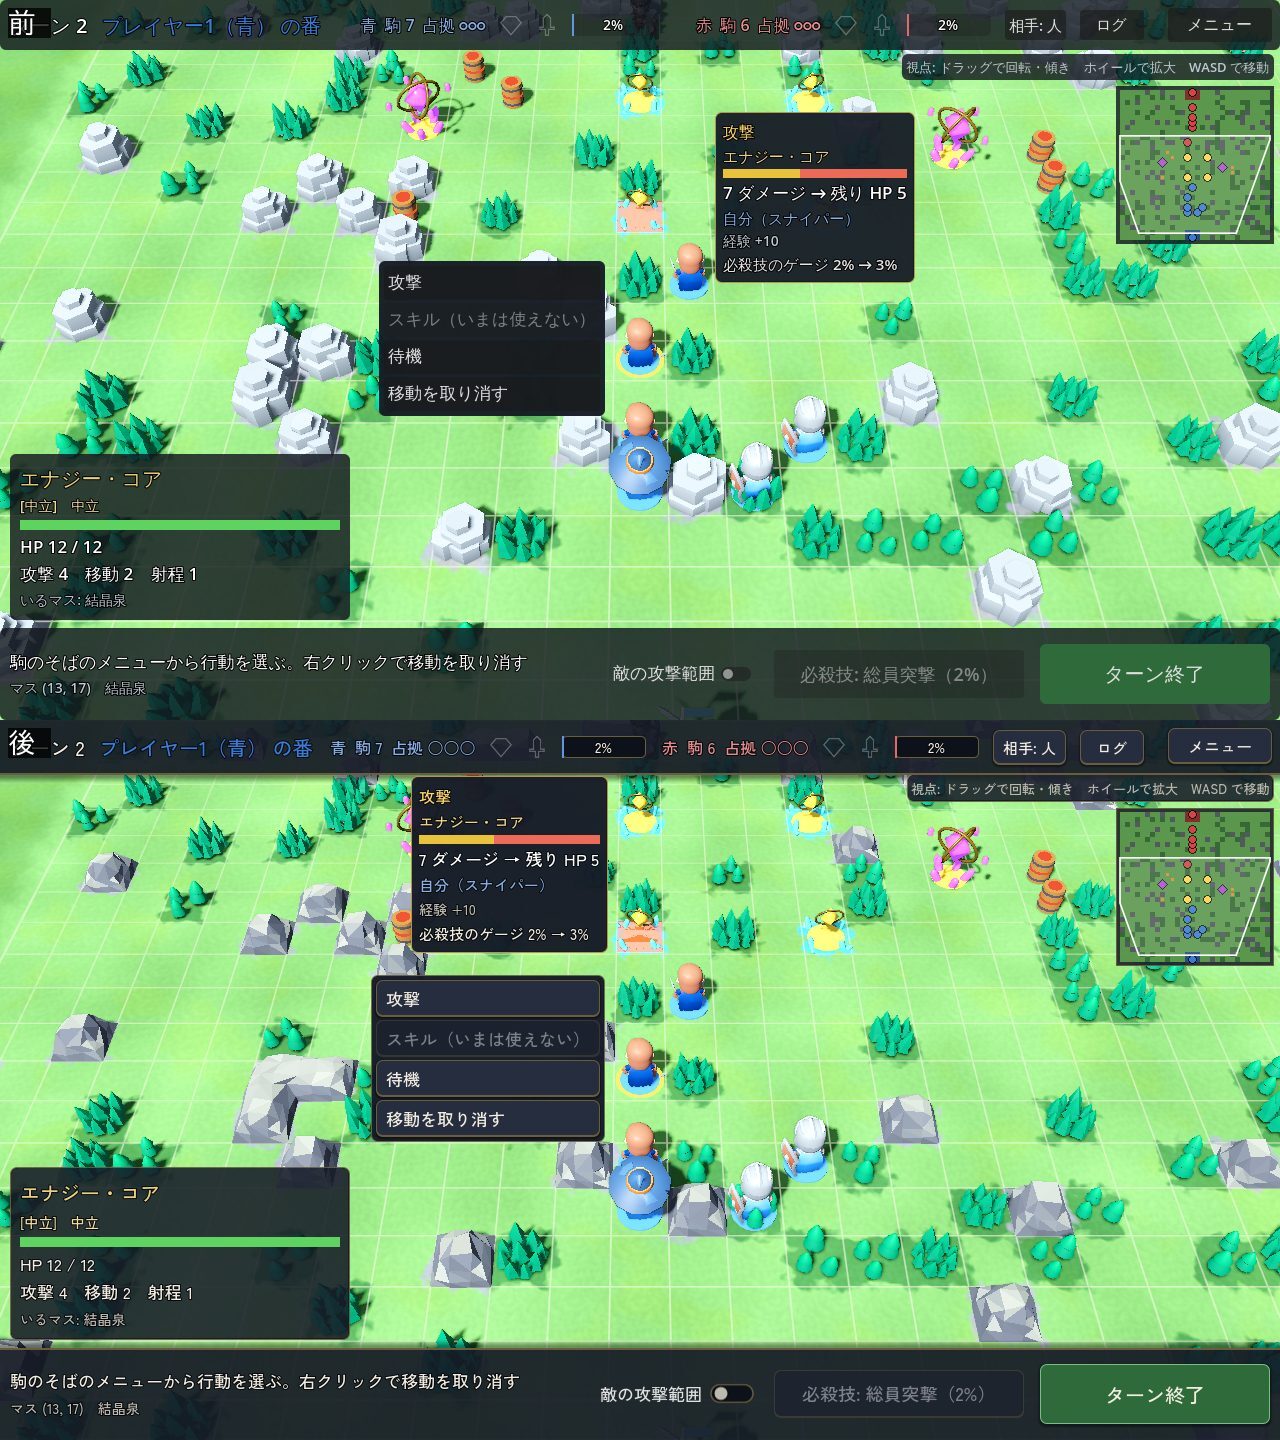 前ン 2 プレイヤー1（青） の番 青 駒 7 占拠 ○○○ 2% 赤 駒 6 占拠 ○○○ 2% 相手: 人 ログ メニュー
視点: ドラッグで回転・傾き ホイールで拡大 WASD で移動
攻撃
エナジー・コア
7 ダメージ → 残り HP 5
自分（スナイパー）
経験 +10
必殺技のゲージ 2% → 3%
攻撃
スキル（いまは使えない）
待機
移動を取り消す
エナジー・コア
[中立] 中立
HP 12 / 12
攻撃 4 移動 2 射程 1
いるマス: 結晶泉
駒のそばのメニューから行動を選ぶ。右クリックで移動を取り消す
マス (13, 17) 結晶泉
敵の攻撃範囲
必殺技: 総員突撃（2%）
ターン終了
後ン 2 プレイヤー1（青） の番 青 駒 7 占拠 ○○○ 2% 赤 駒 6 占拠 ○○○ 2% 相手: 人 ログ メニュー
視点: ドラッグで回転・傾き ホイールで拡大 WASD で移動
攻撃
エナジー・コア
7 ダメージ → 残り HP 5
自分（スナイパー）
経験 +10
必殺技のゲージ 2% → 3%
攻撃
スキル（いまは使えない）
待機
移動を取り消す
エナジー・コア
[中立] 中立
HP 12 / 12
攻撃 4 移動 2 射程 1
いるマス: 結晶泉
駒のそばのメニューから行動を選ぶ。右クリックで移動を取り消す
マス (13, 17) 結晶泉
敵の攻撃範囲
必殺技: 総員突撃（2%）
ターン終了